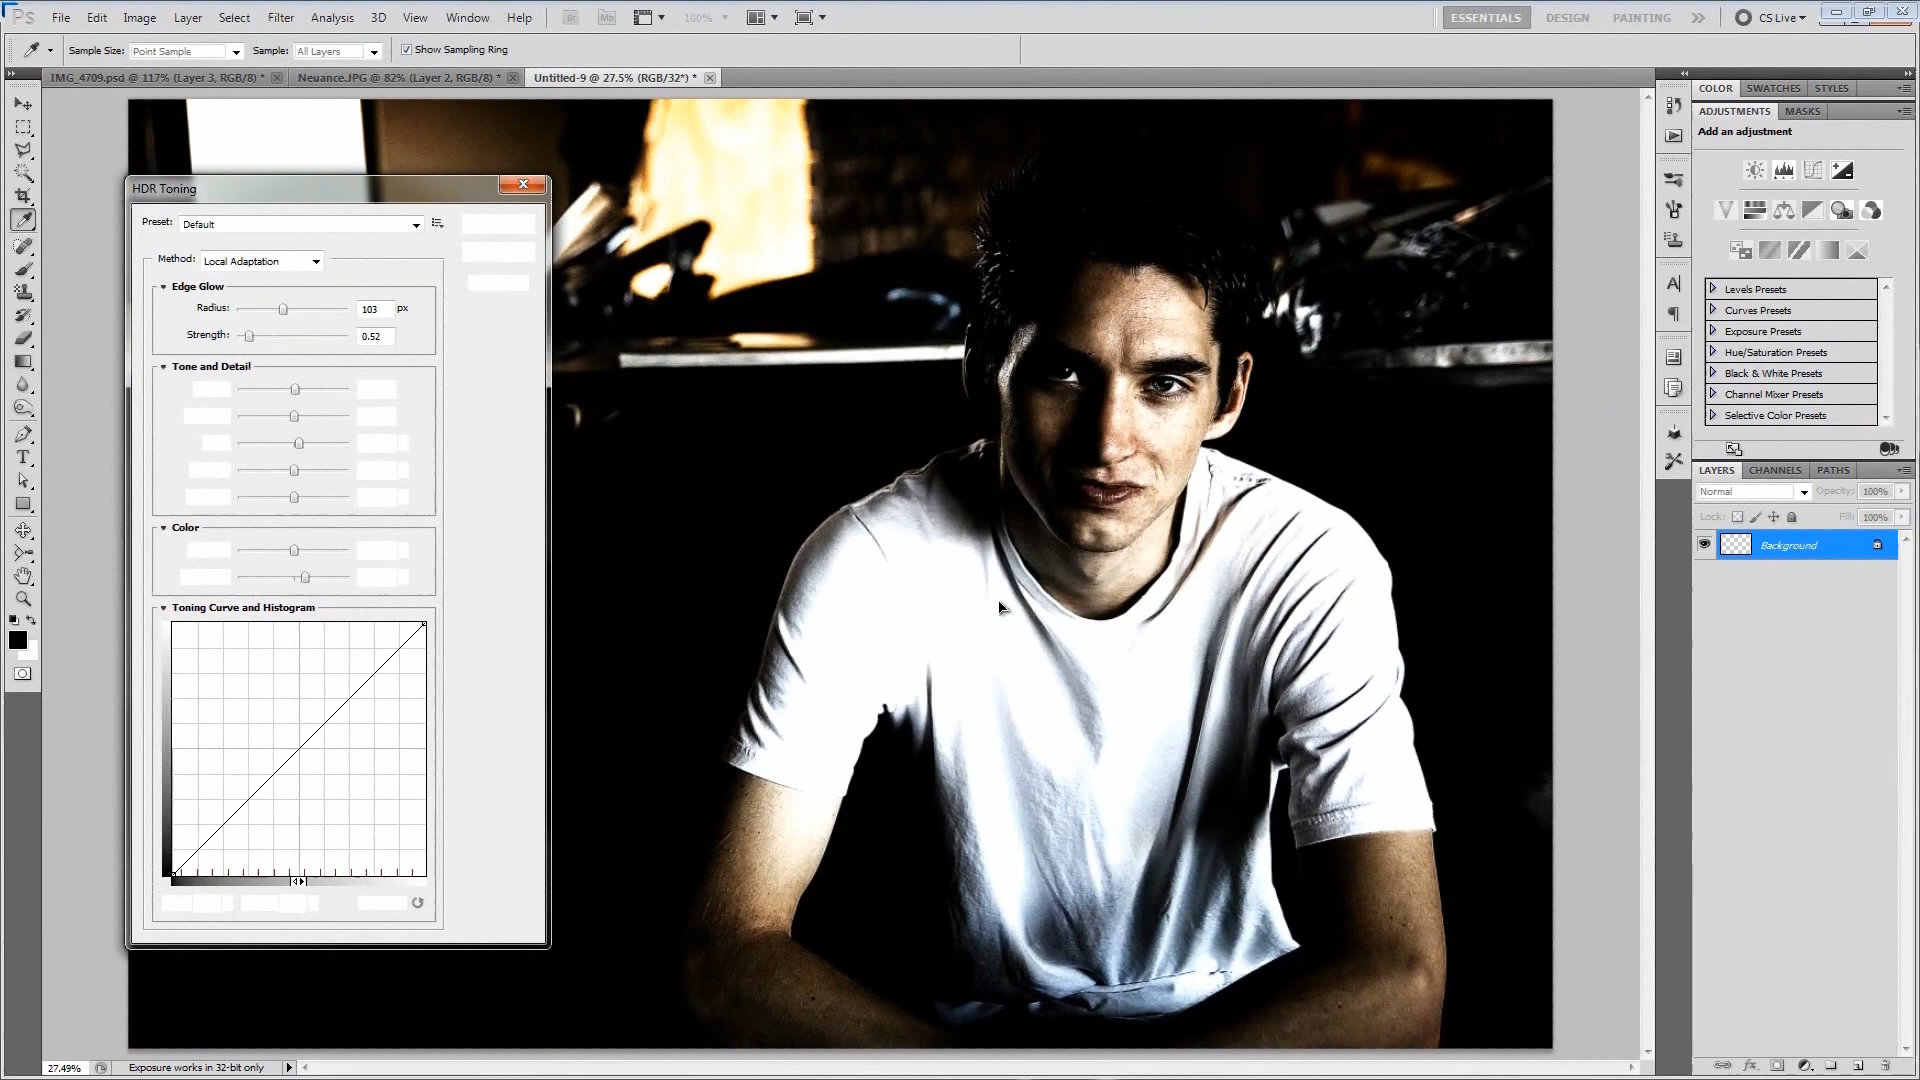 Ps File Edit Image Layer Select Filter Analysis 3D View Window Help Br Mb 100% ESSENTIALS DESIGN PAINTING CS Live
Sample Size: Point Sample Sample: All Layers Show Sampling Ring
IMG_4709.psd @ 117% (Layer 3, RGB/8) * Neuance.JPG @ 82% (Layer 2, RGB/8) * Untitled-9 @ 27.5% (RGB/32*) *
HDR Toning
Preset: Default
Method: Local Adaptation
Edge Glow
Radius: 103 px
Strength: 0.52
Tone and Detail
Color
Toning Curve and Histogram
COLOR SWATCHES STYLES
ADJUSTMENTS MASKS
Add an adjustment
Levels Presets
Curves Presets
Exposure Presets
Hue/Saturation Presets
Black & White Presets
Channel Mixer Presets
Selective Color Presets
LAYERS CHANNELS PATHS
Normal Opacity: 100%
Lock: Fill: 100%
Background
27.49% Exposure works in 32-bit only